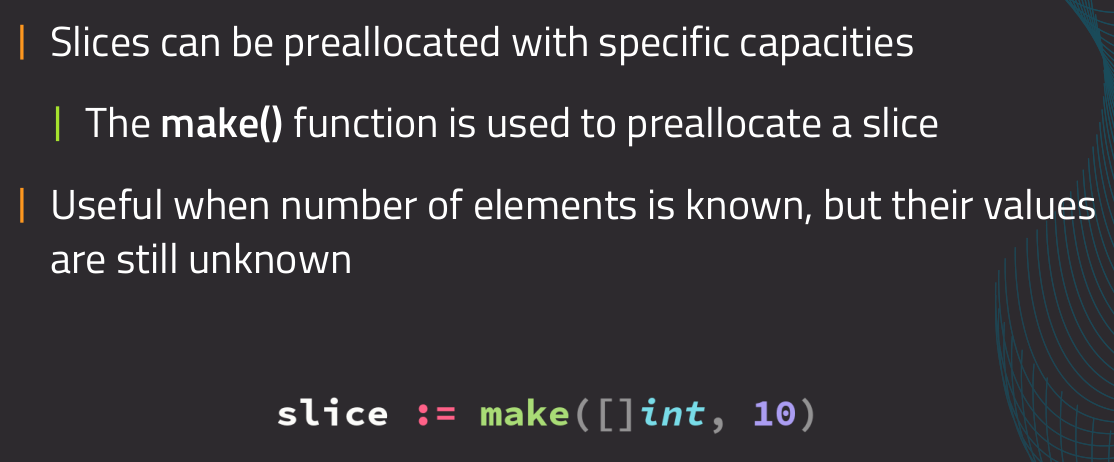 Slices can be preallocated with specific capacities
The make() function is used to preallocate a slice
Useful when number of elements is known, but their values
are still unknown
slice := make([]int, 10)